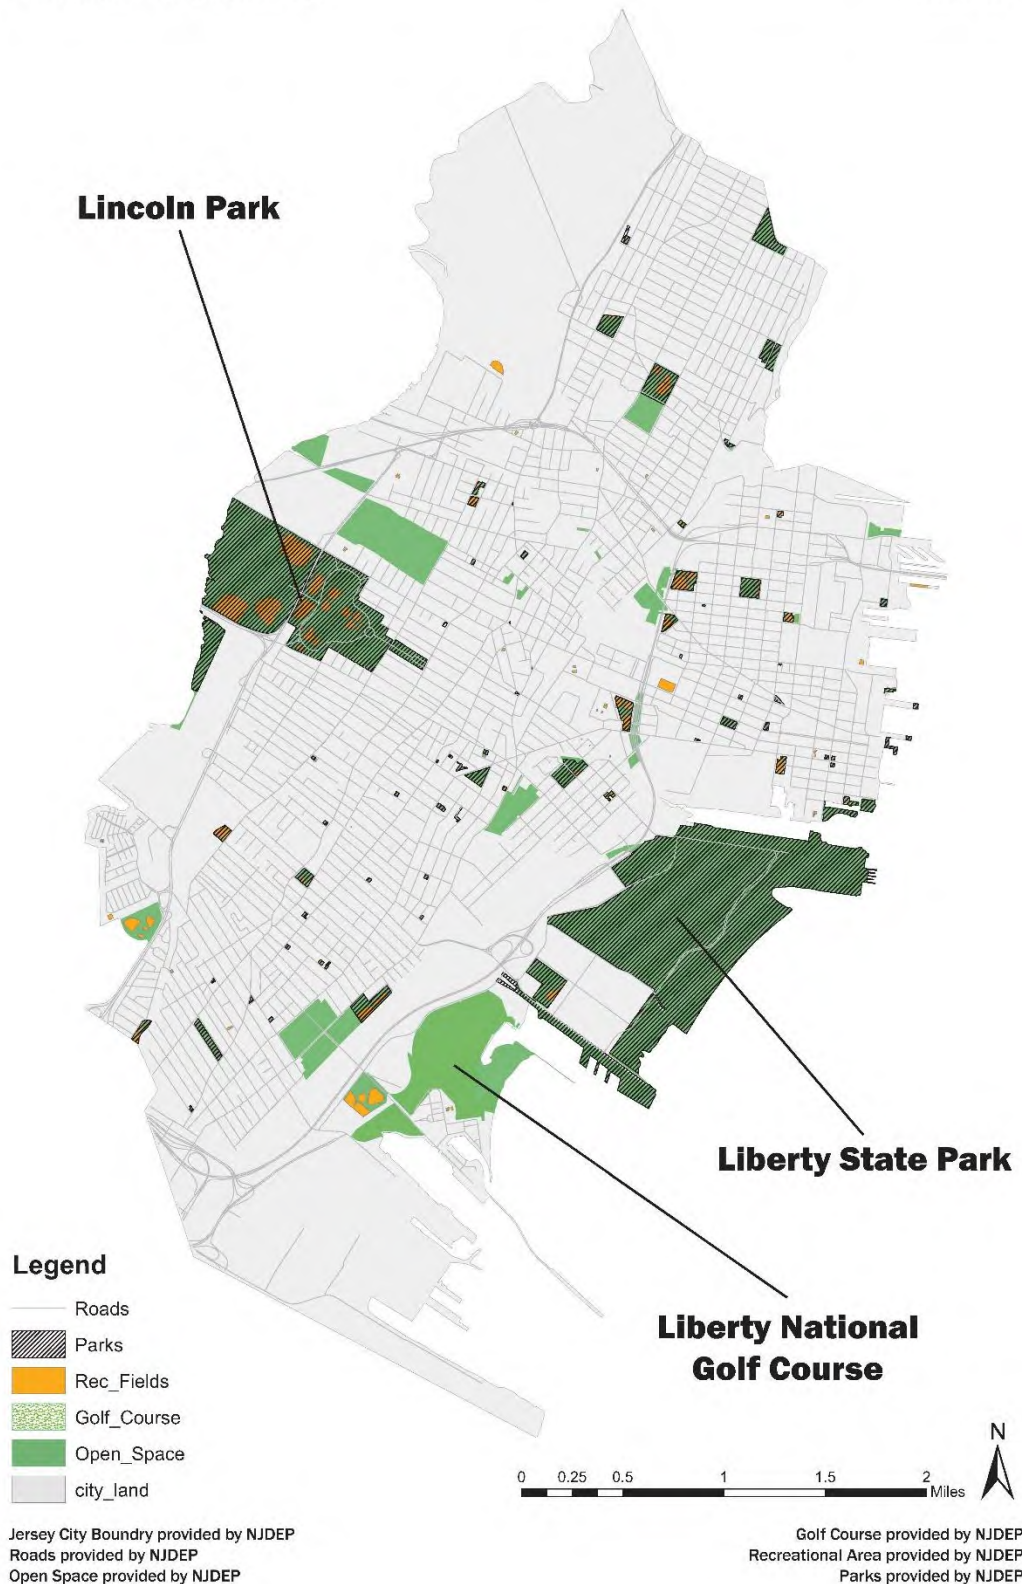 Lincoln Park
Liberty State Park
Liberty National
Golf Course
Legend
Roads
Parks
Rec_Fields
Golf_Course
Open_Space
city_land
N
0 0.25 0.5 1 1.5 2
Miles
Jersey City Boundry provided by NJDEP
Roads provided by NJDEP
Open Space provided by NJDEP
Golf Course provided by NJDEP
Recreational Area provided by NJDEP
Parks provided by NJDEP